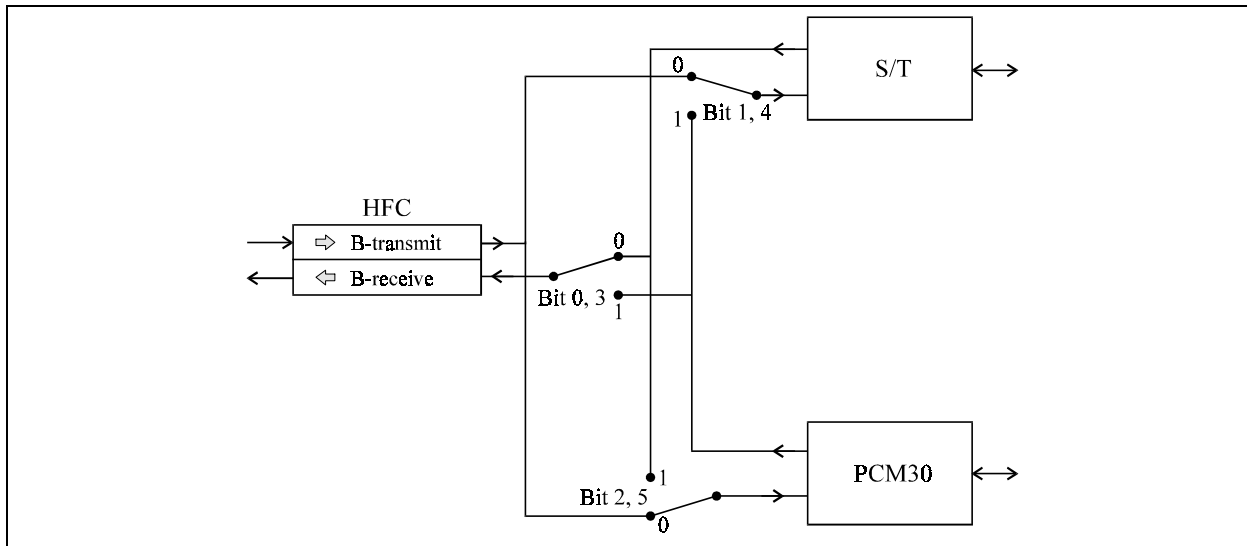 S/T
0
1
Bit 1, 4
HFC
B-transmit
B-receive
0
Bit 0, 3
1
1
Bit 2, 5
0
PCM30